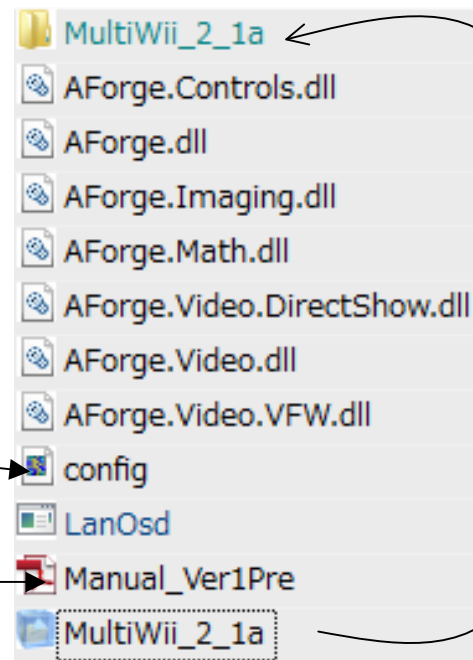 MultiWii_2_1a
AForge.Controls.dll
AForge.dll
AForge.Imaging.dll
AForge.Math.dll
AForge.Video.DirectShow.dll
AForge.Video.dll
AForge.Video.VFW.dll
config
LanOsd
Manual_Ver1Pre
MultiWii_2_1a